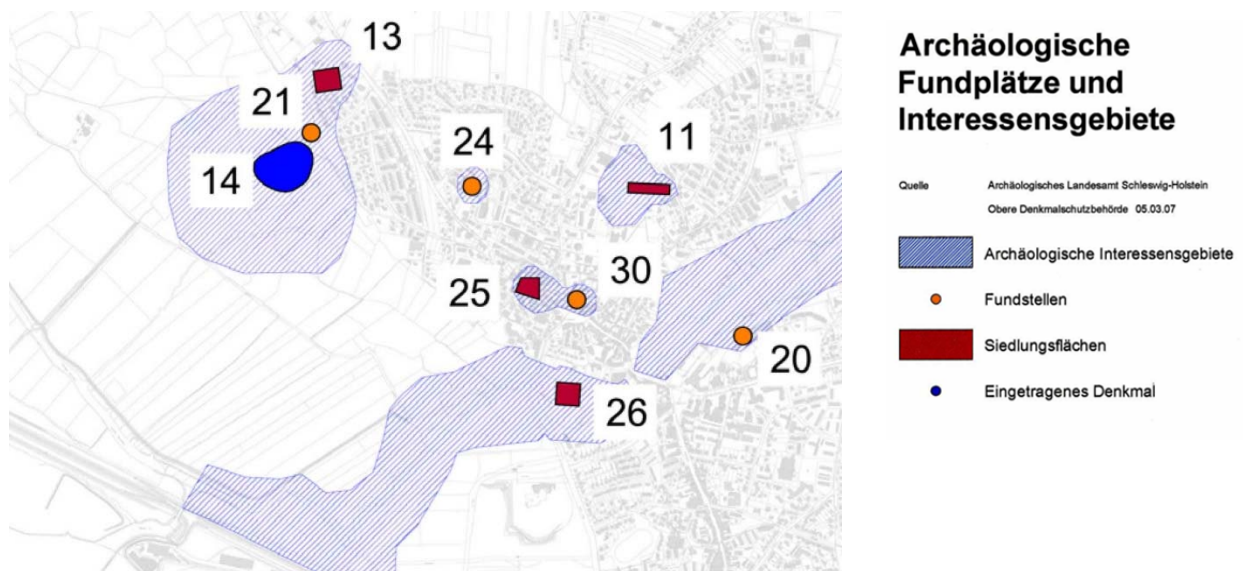 13
21
14
24
11
25
30
20
26
Archäologische
Fundplätze und
Interessensgebiete
Quelle Archäologisches Landesamt Schleswig-Holstein
Obere Denkmalschutzbehörde 05.03.07
Archäologische Interessensgebiete
Fundstellen
Siedlungsflächen
Eingetragenes Denkmal